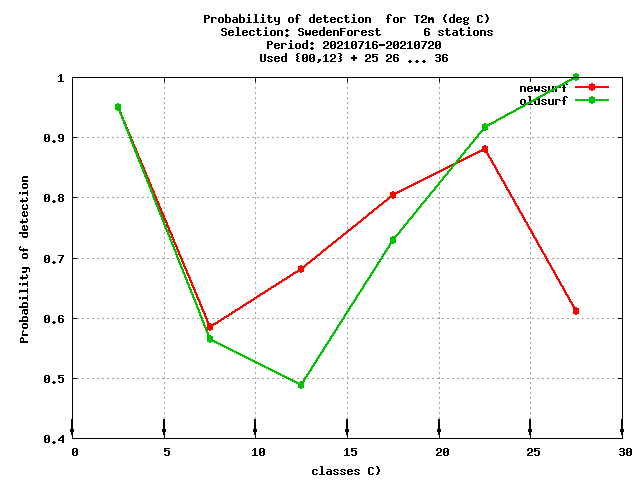 Probability of detection  for T2m (deg C)
Selection: SwedenForest      6 stations
Period: 20210716-20210720
Used {00,12} + 25 26 ... 36
newsurf
oldsurf
1
0.9
0.8
0.7
0.6
0.5
0.4
Probability of detection
0 5 10 15 20 25 30
classes C)